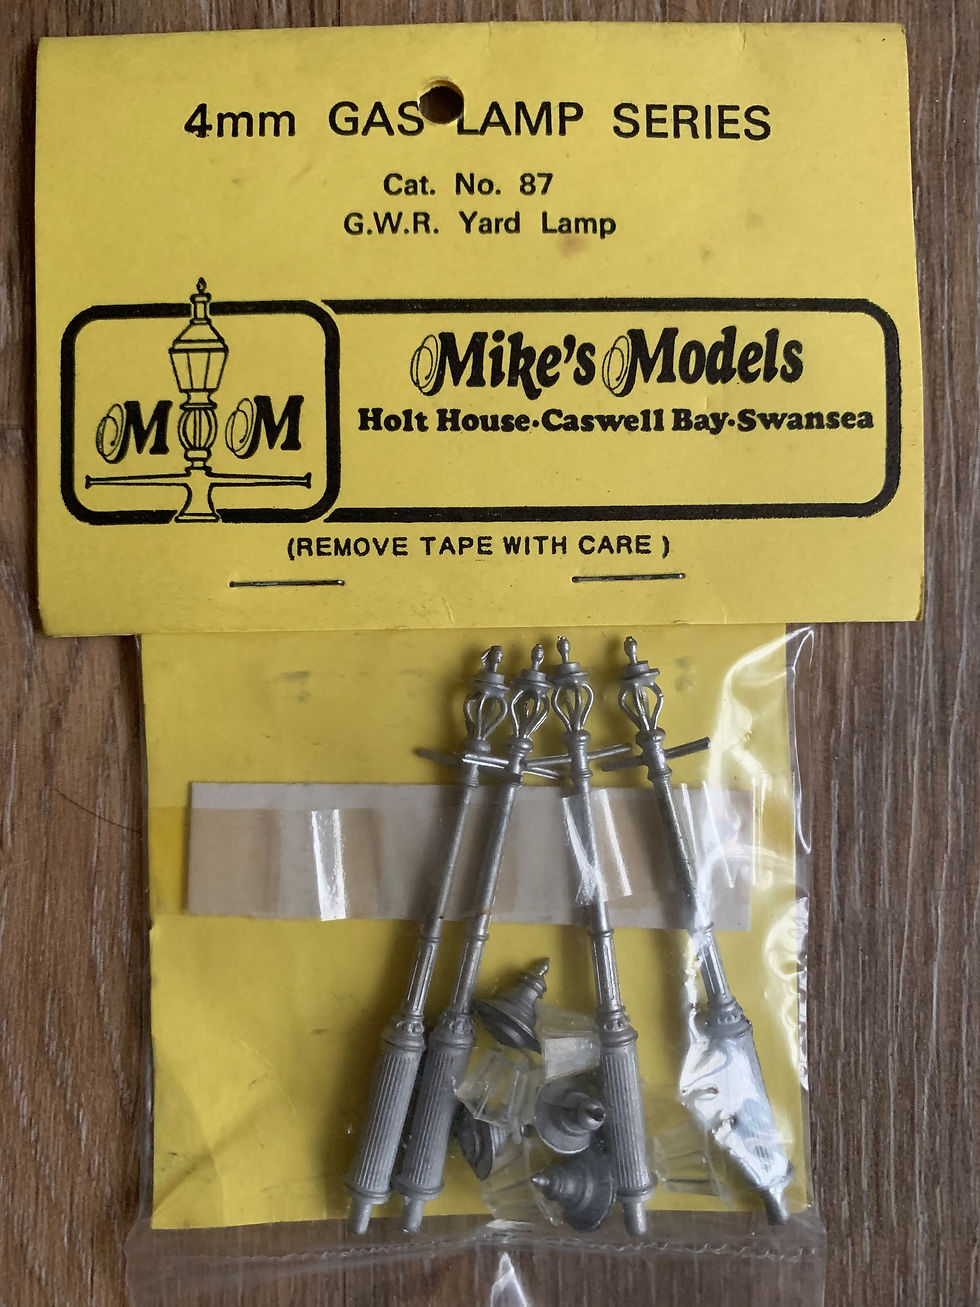 4mm GAS LAMP SERIES
Cat. No. 87
G.W.R. Yard Lamp
M M
Mike's Models
Holt House·Caswell Bay·Swansea
(REMOVE TAPE WITH CARE )